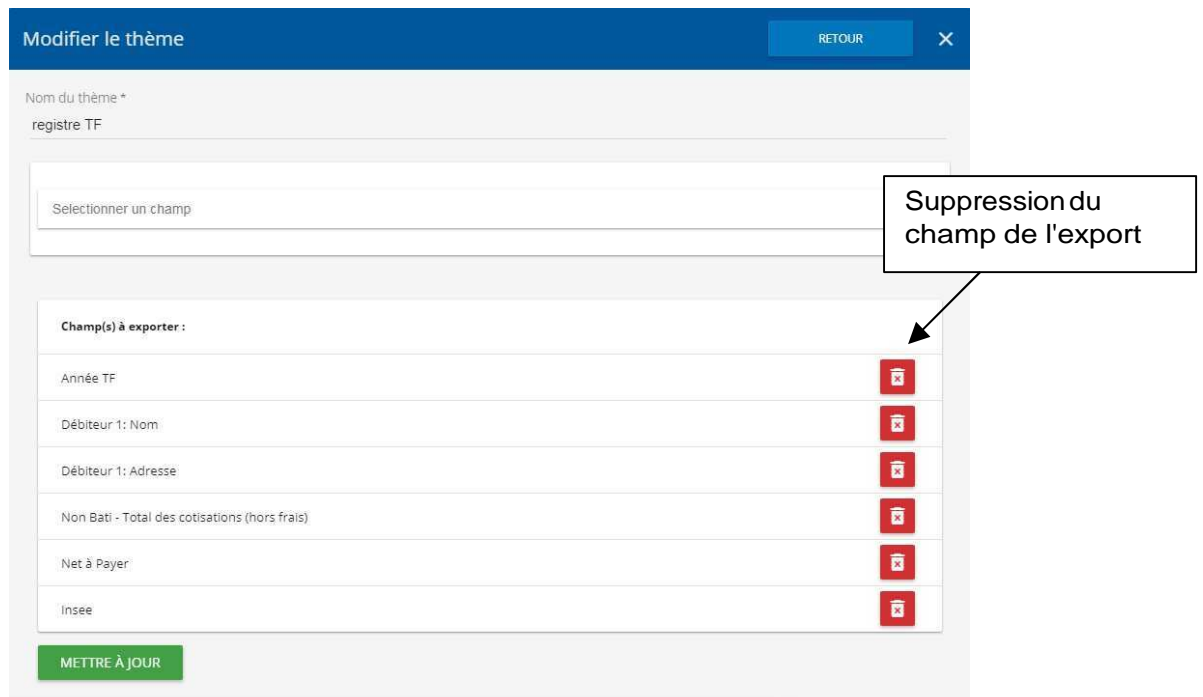 Modifier le thème
RETOUR
Nom du thème *
registre TF
Selectionner un champ
Suppression du
champ de l'export
Champ(s) à exporter :
Année TF
Débiteur 1: Nom
Débiteur 1: Adresse
Non Bati - Total des cotisations (hors frais)
Net à Payer
Insee
METTRE À JOUR